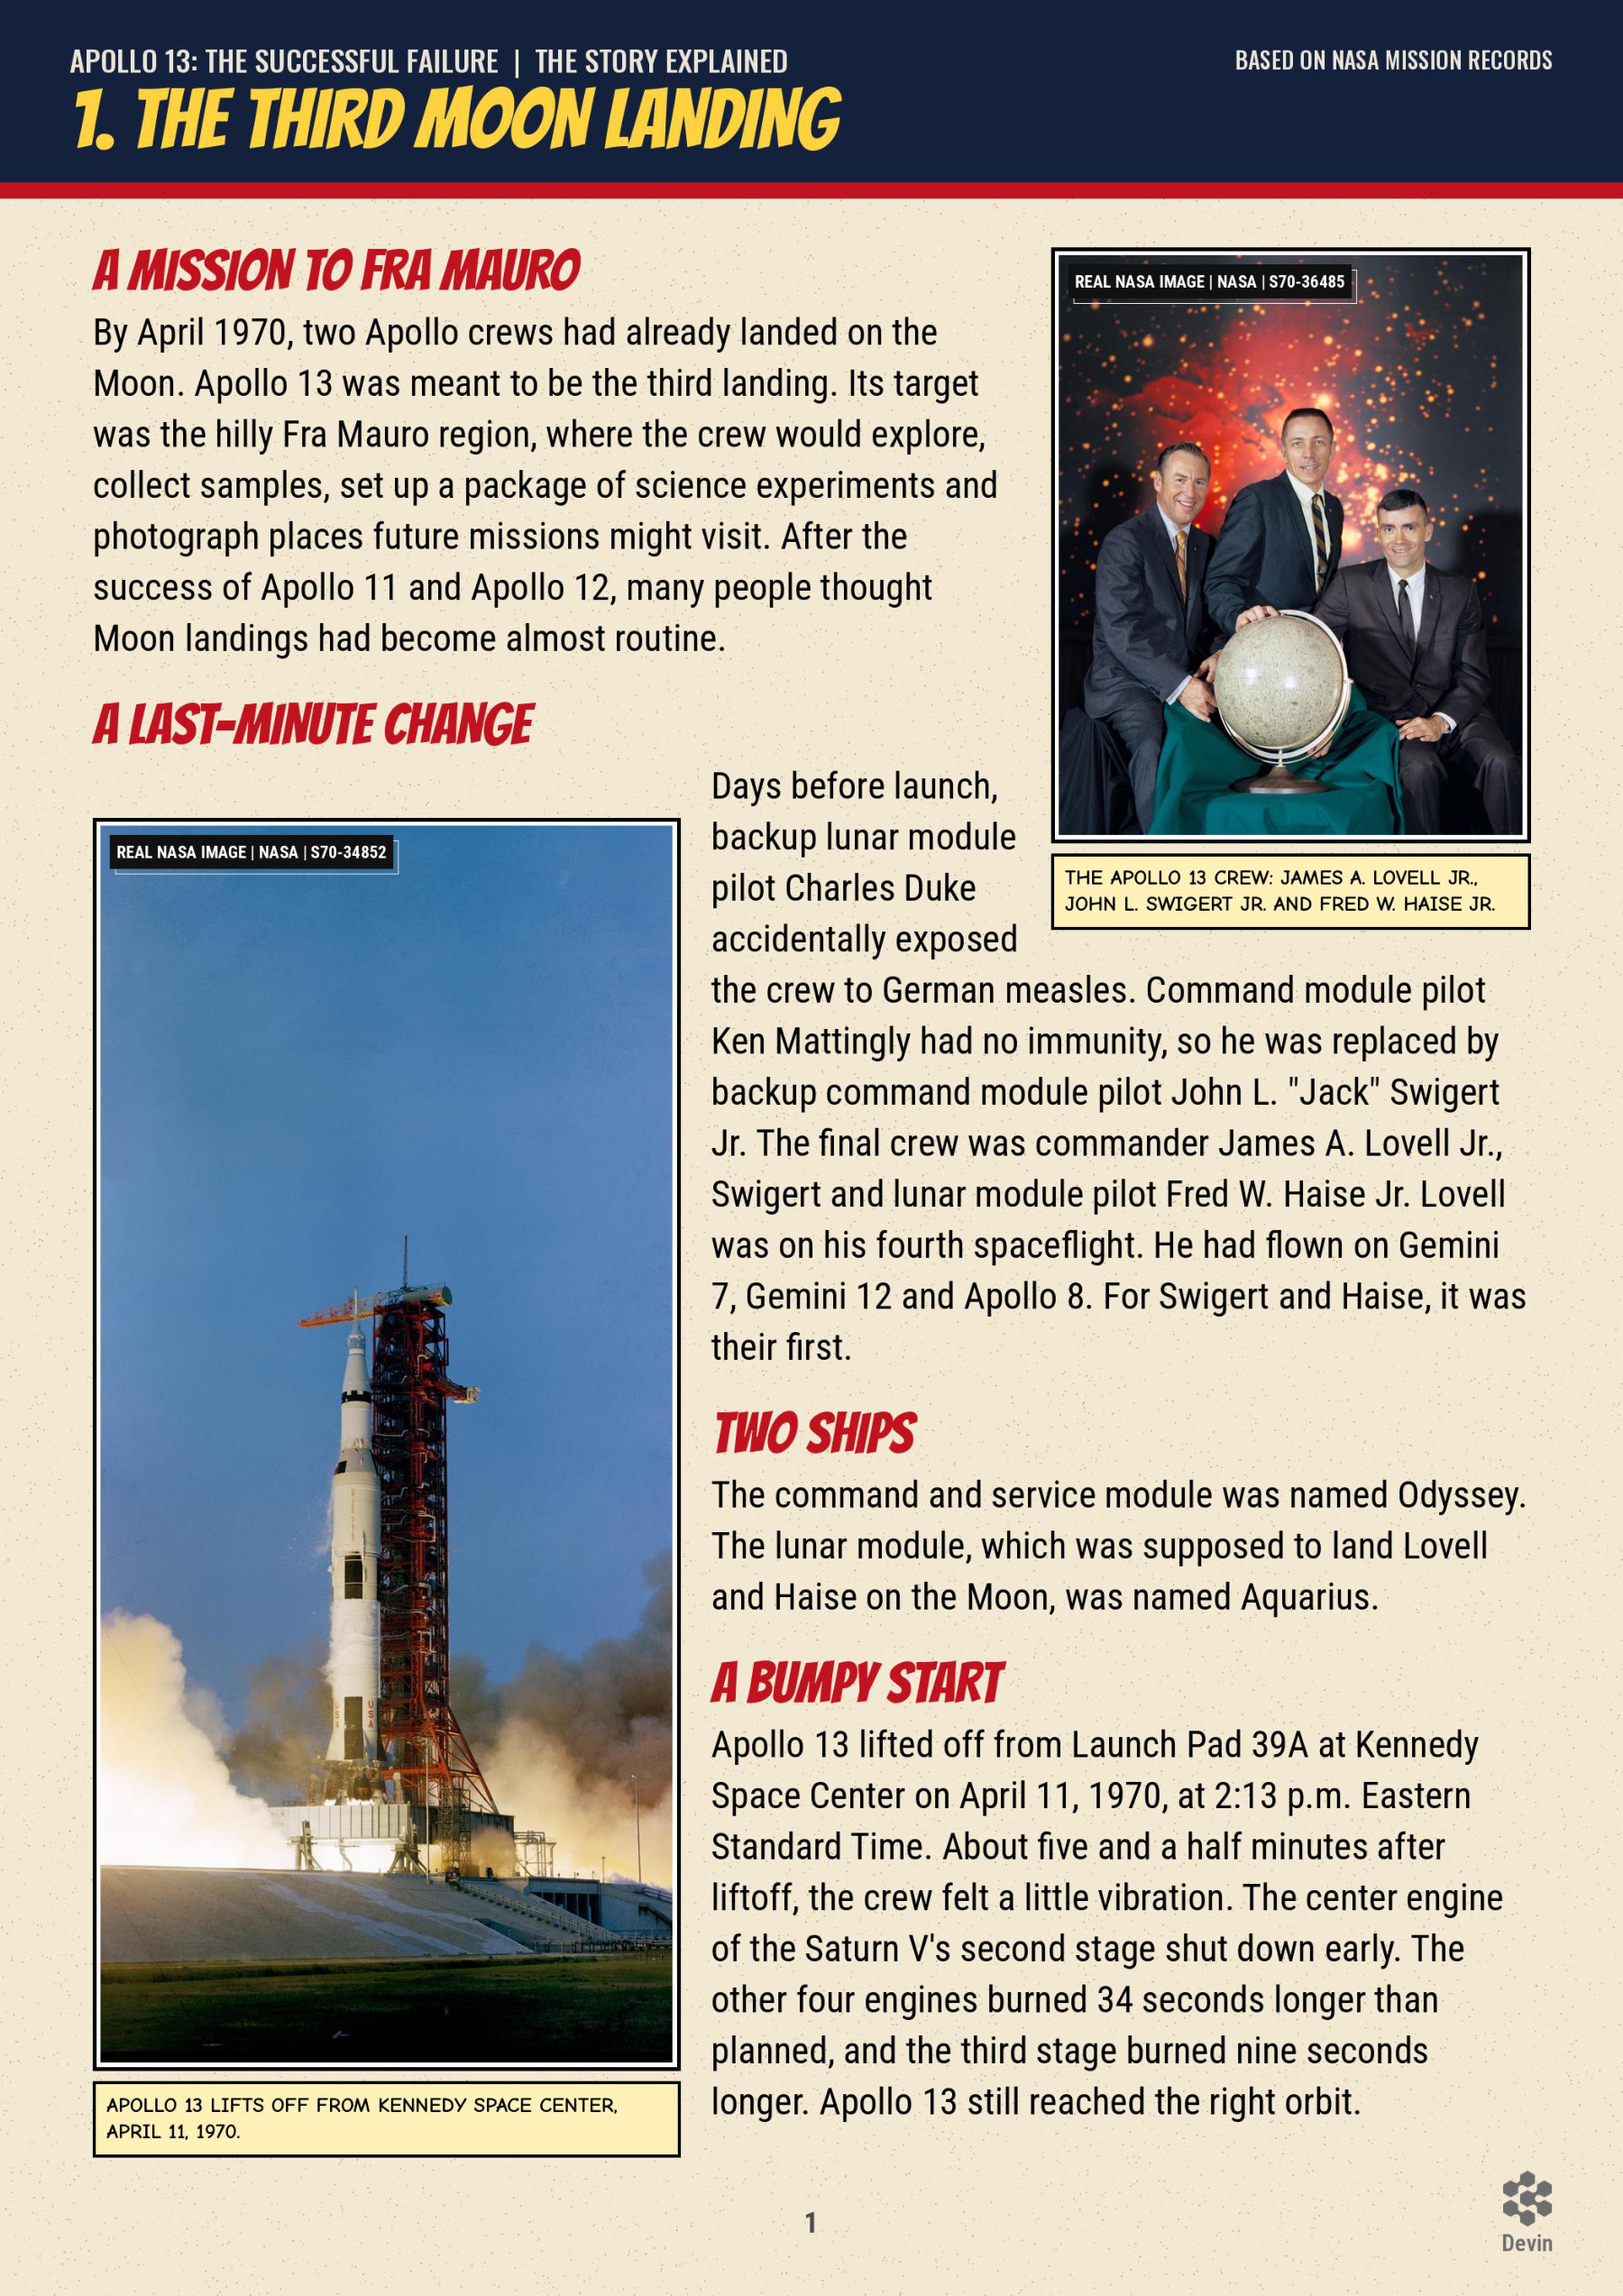 APOLLO 13: THE SUCCESSFUL FAILURE | THE STORY EXPLAINED
BASED ON NASA MISSION RECORDS
1. THE THIRD MOON LANDING
A MISSION TO FRA MAURO
By April 1970, two Apollo crews had already landed on the
Moon. Apollo 13 was meant to be the third landing. Its target
was the hilly Fra Mauro region, where the crew would explore,
collect samples, set up a package of science experiments and
photograph places future missions might visit. After the
success of Apollo 11 and Apollo 12, many people thought
Moon landings had become almost routine.
REAL NASA IMAGE | NASA | S70-36485
THE APOLLO 13 CREW: JAMES A. LOVELL JR.,
JOHN L. SWIGERT JR. AND FRED W. HAISE JR.
A LAST-MINUTE CHANGE
Days before launch,
backup lunar module
pilot Charles Duke
accidentally exposed
the crew to German measles. Command module pilot
Ken Mattingly had no immunity, so he was replaced by
backup command module pilot John L. "Jack" Swigert
Jr. The final crew was commander James A. Lovell Jr.,
Swigert and lunar module pilot Fred W. Haise Jr. Lovell
was on his fourth spaceflight. He had flown on Gemini
7, Gemini 12 and Apollo 8. For Swigert and Haise, it was
their first.
REAL NASA IMAGE | NASA | S70-34852
USA
USA
APOLLO 13 LIFTS OFF FROM KENNEDY SPACE CENTER,
APRIL 11, 1970.
TWO SHIPS
The command and service module was named Odyssey.
The lunar module, which was supposed to land Lovell
and Haise on the Moon, was named Aquarius.
A BUMPY START
Apollo 13 lifted off from Launch Pad 39A at Kennedy
Space Center on April 11, 1970, at 2:13 p.m. Eastern
Standard Time. About five and a half minutes after
liftoff, the crew felt a little vibration. The center engine
of the Saturn V's second stage shut down early. The
other four engines burned 34 seconds longer than
planned, and the third stage burned nine seconds
longer. Apollo 13 still reached the right orbit.
1
Devin